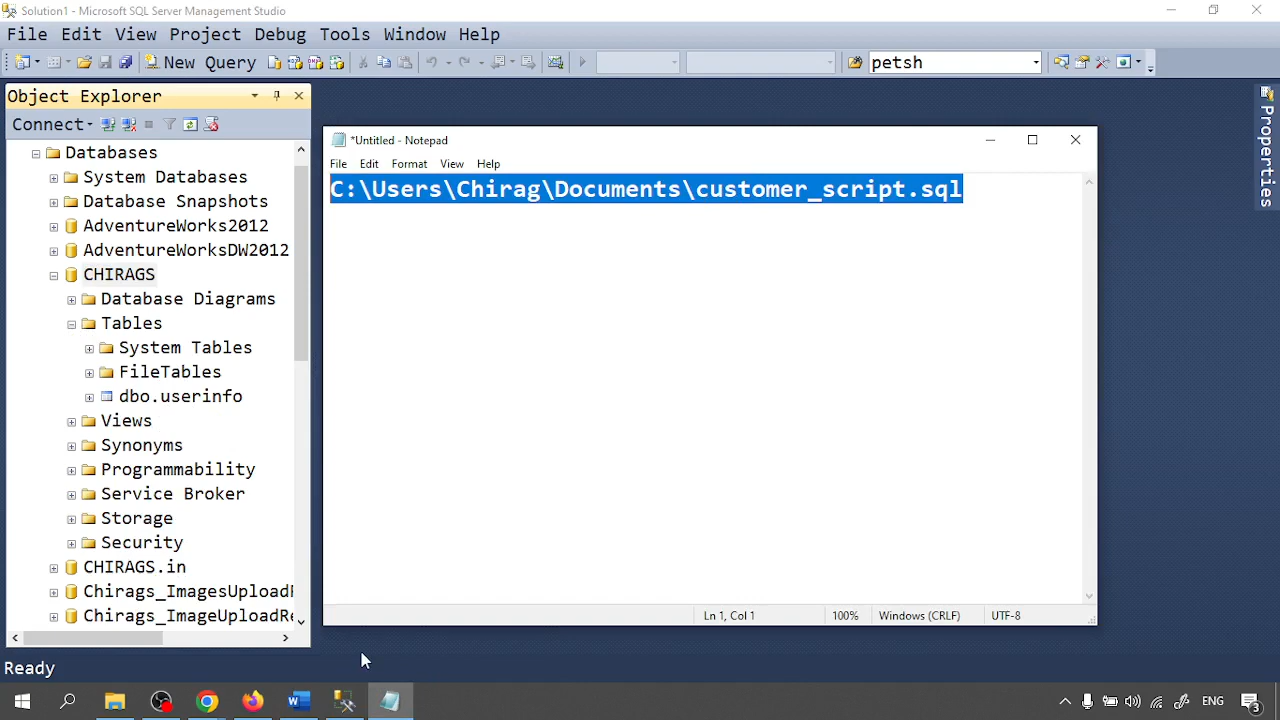 Solution1 - Microsoft SQL Server Management Studio
File Edit View Project Debug Tools Window Help
New Query petsh
Object Explorer
Connect
Databases
System Databases
Database Snapshots
AdventureWorks2012
AdventureWorksDW2012
CHIRAGS
Database Diagrams
Tables
System Tables
FileTables
dbo.userinfo
Views
Synonyms
Programmability
Service Broker
Storage
Security
CHIRAGS.in
Chirags_ImagesUpload
Chirags_ImageUploadRe
Ready
*Untitled - Notepad
File Edit Format View Help
C:\Users\Chirag\Documents\customer_script.sql
Ln 1, Col 1 100% Windows (CRLF) UTF-8
Properties
ENG
3